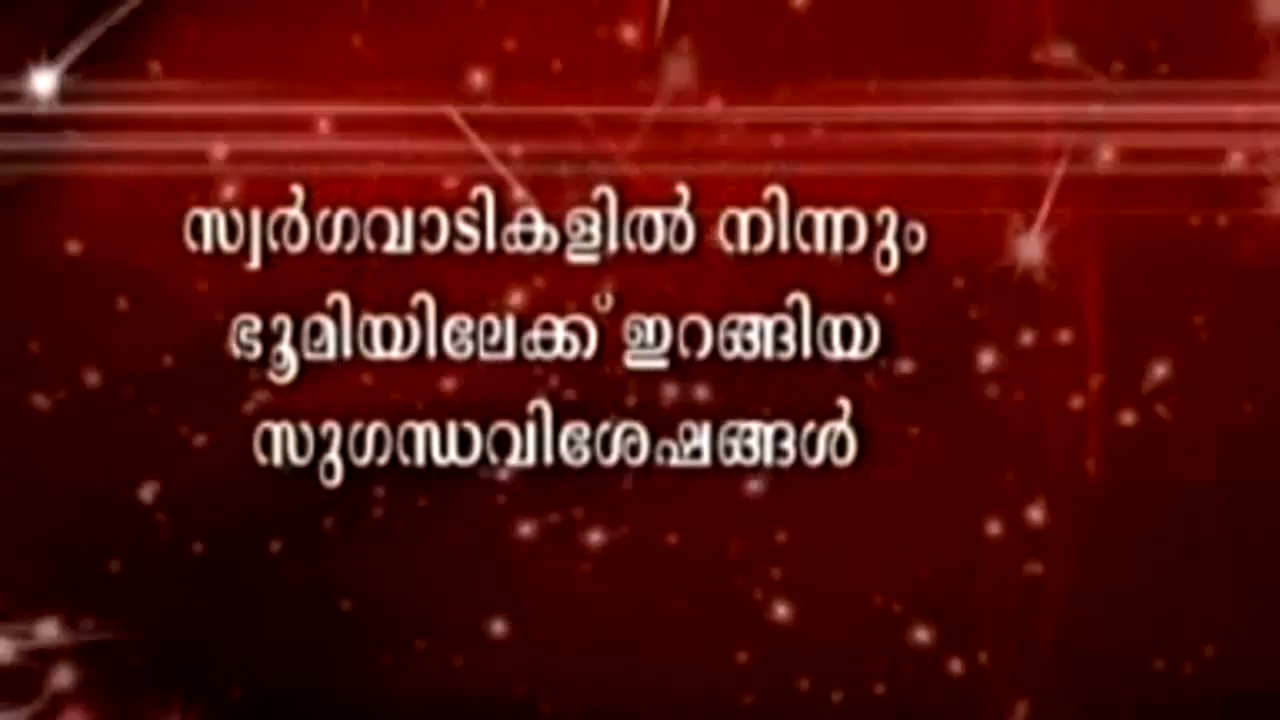 സ്വർഗവാടികളിൽ നിന്നും
ഭൂമിയിലേക്ക് ഇറങ്ങിയ
സുഗന്ധവിശേഷങ്ങൾ